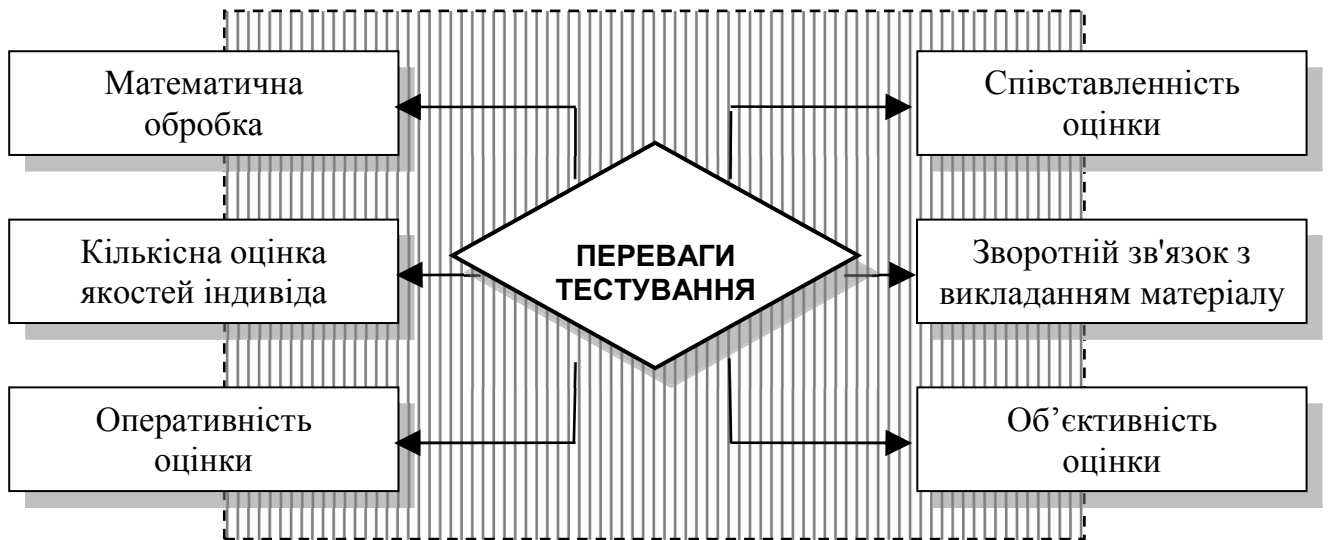 Математична
обробка
Співставленність
оцінки
Кількісна оцінка
якостей індивіда
ПЕРЕВАГИ
ТЕСТУВАННЯ
Зворотній зв'язок з
викладанням матеріалу
Оперативність
оцінки
Об’єктивність
оцінки